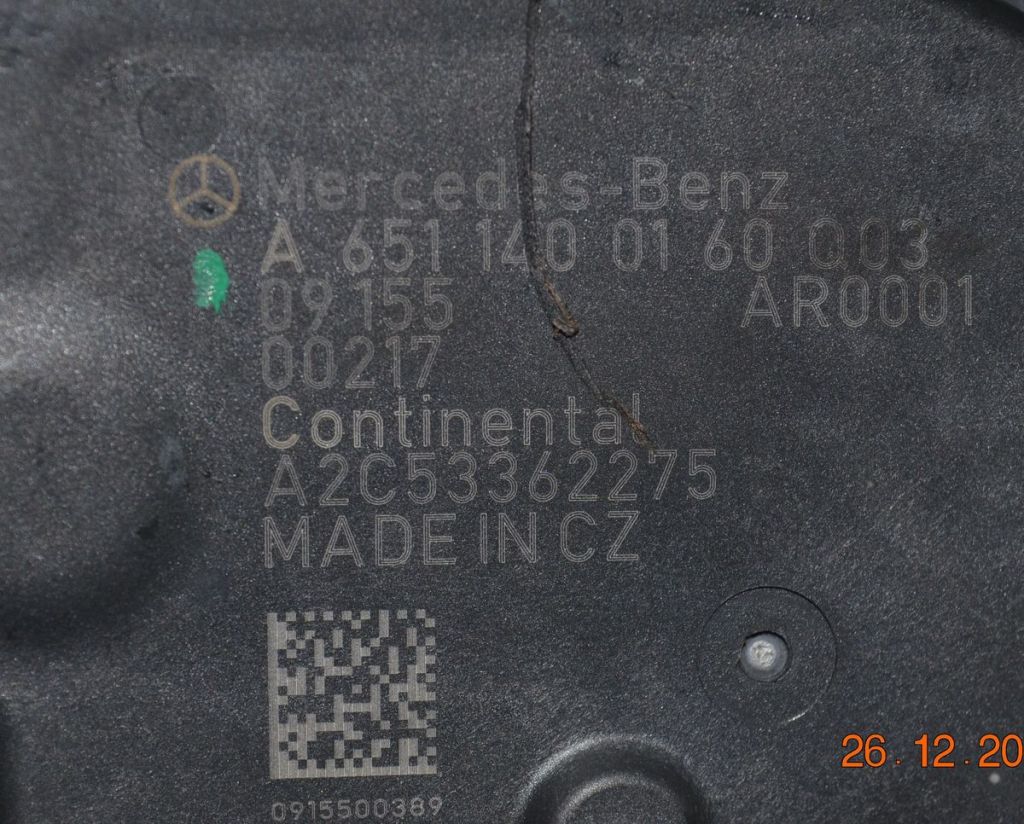 Mercedes-Benz
A 651 140 01 60 Q03
09 155 AR0001
00217
Continental
A2C53362275
MADE IN CZ
0915500389
26.12.20